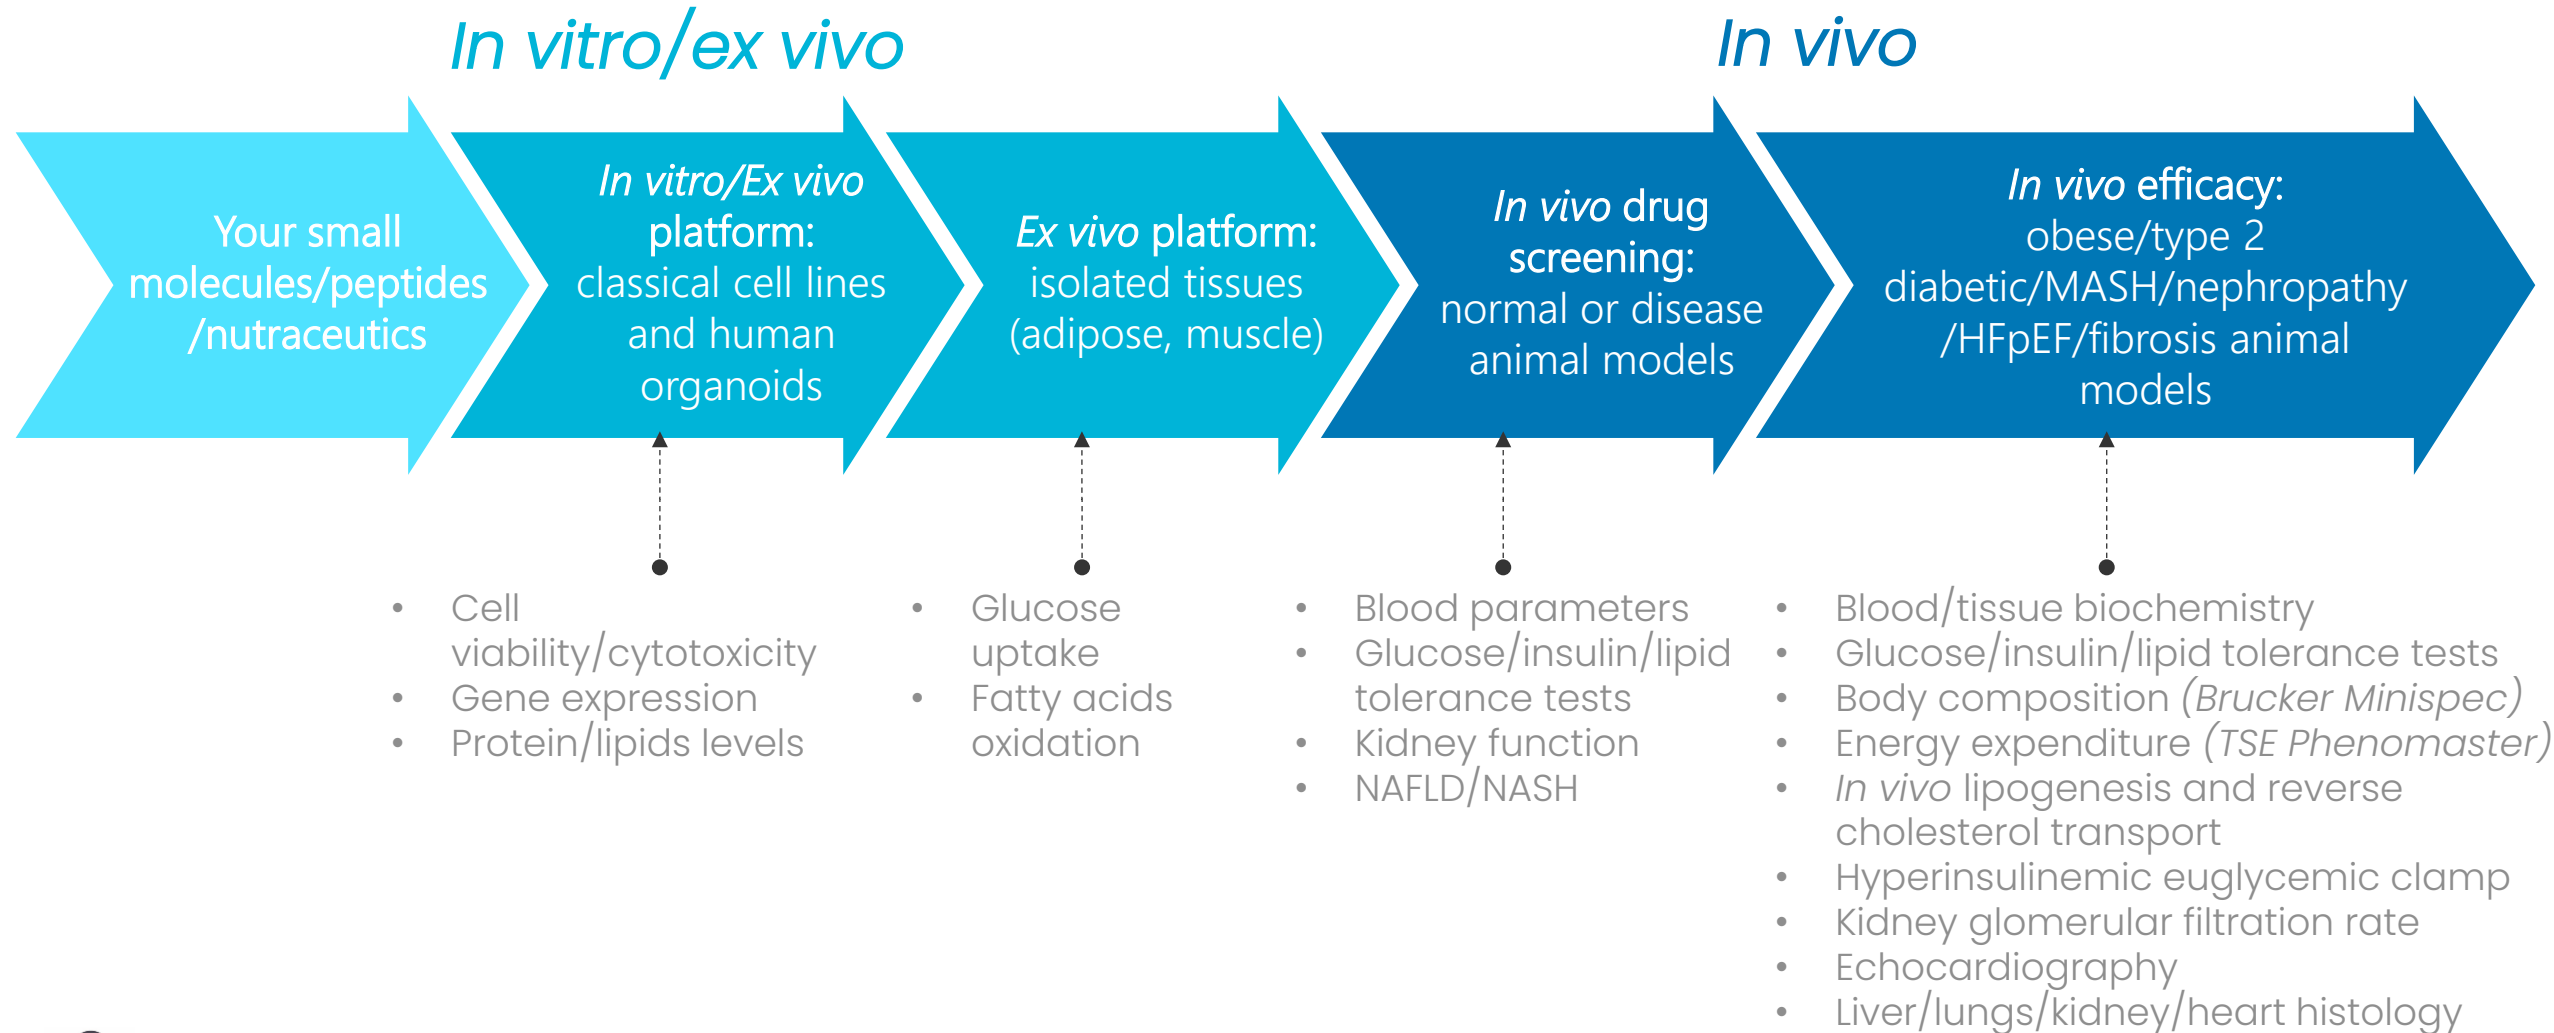 In vitro/ex vivo
In vivo
Your small
molecules/peptides
/nutraceutics
In vitro/Ex vivo
platform:
classical cell lines
and human
organoids
Ex vivo platform:
isolated tissues
(adipose, muscle)
In vivo drug
screening:
normal or disease
animal models
In vivo efficacy:
obese/type 2
diabetic/MASH/nephropathy
/HFpEF/fibrosis animal
models
• Cell
viability/cytotoxicity
• Gene expression
• Protein/lipids levels
• Glucose
uptake
• Fatty acids
oxidation
• Blood parameters
• Glucose/insulin/lipid
tolerance tests
• Kidney function
• NAFLD/NASH
• Blood/tissue biochemistry
• Glucose/insulin/lipid tolerance tests
• Body composition (Brucker Minispec)
• Energy expenditure (TSE Phenomaster)
• In vivo lipogenesis and reverse
cholesterol transport
• Hyperinsulinemic euglycemic clamp
• Kidney glomerular filtration rate
• Echocardiography
• Liver/lungs/kidney/heart histology